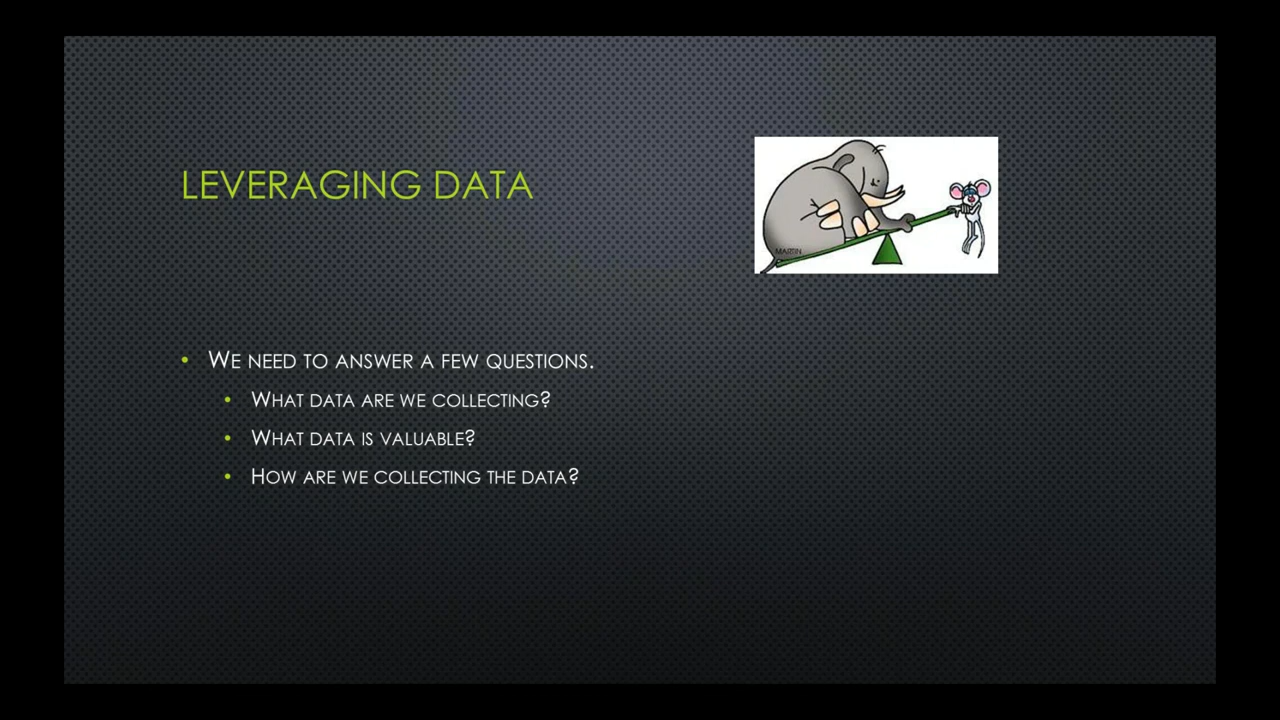 LEVERAGING DATA
MARTIN
• WE NEED TO ANSWER A FEW QUESTIONS.
• WHAT DATA ARE WE COLLECTING?
• WHAT DATA IS VALUABLE?
• HOW ARE WE COLLECTING THE DATA?